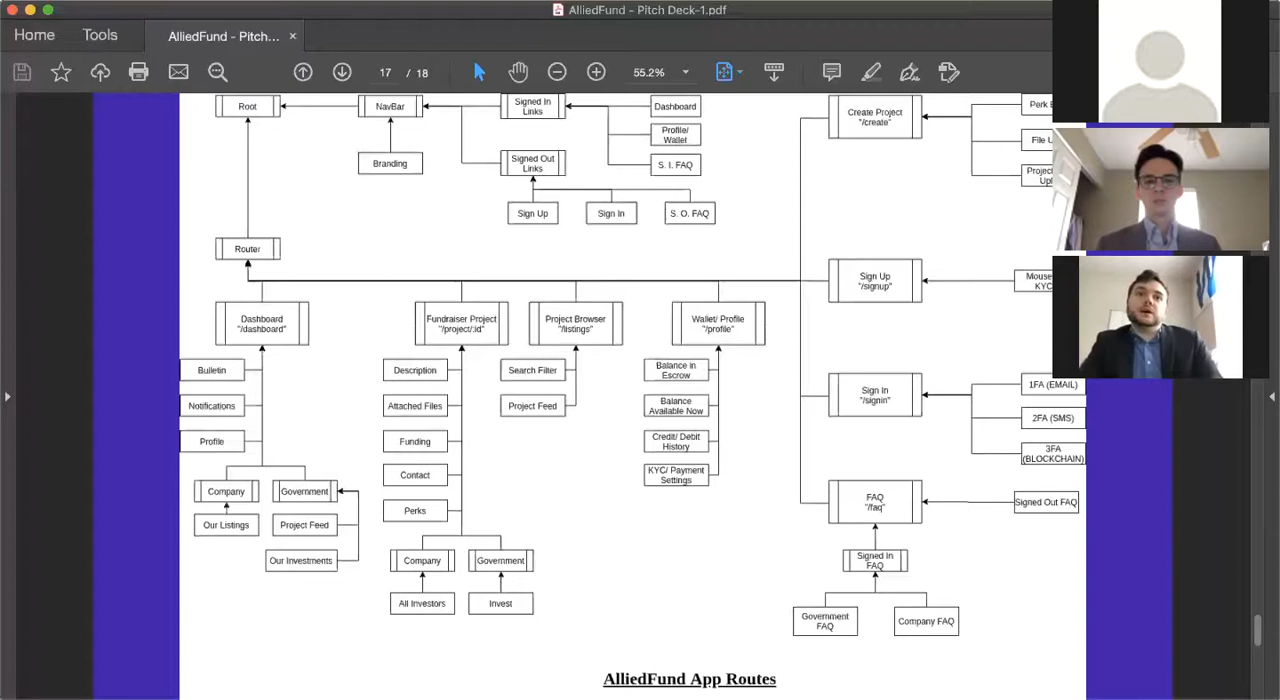 AlliedFund - Pitch Deck-1.pdf
Home
Tools
AlliedFund - Pitch...
17 / 18
55.2%
Root
NavBar
Signed In
Links
Dashboard
Create Project
"/create"
Perk
Profile/
Wallet
File
Branding
Signed Out
Links
S. I. FAQ
Project
Sign Up
Sign In
S. O. FAQ
Router
Sign Up
"/signup"
Mouse
KYC
Dashboard
"/dashboard"
Fundraiser Project
"/project/:id"
Project Browser
"/listings"
Wallet/ Profile
"/profile"
Bulletin
Description
Search Filter
Balance in
Escrow
Sign In
"/signin"
1FA (EMAIL)
Notifications
Attached Files
Project Feed
Balance
Available Now
2FA (SMS)
Profile
Funding
Credit/ Debit
History
3FA
(BLOCKCHAIN)
Contact
KYC/ Payment
Settings
Company
Government
Perks
FAQ
"/faq"
Signed Out FAQ
Our Listings
Project Feed
Our Investments
Company
Government
Signed In
FAQ
All Investors
Invest
Government
FAQ
Company FAQ
AlliedFund App Routes